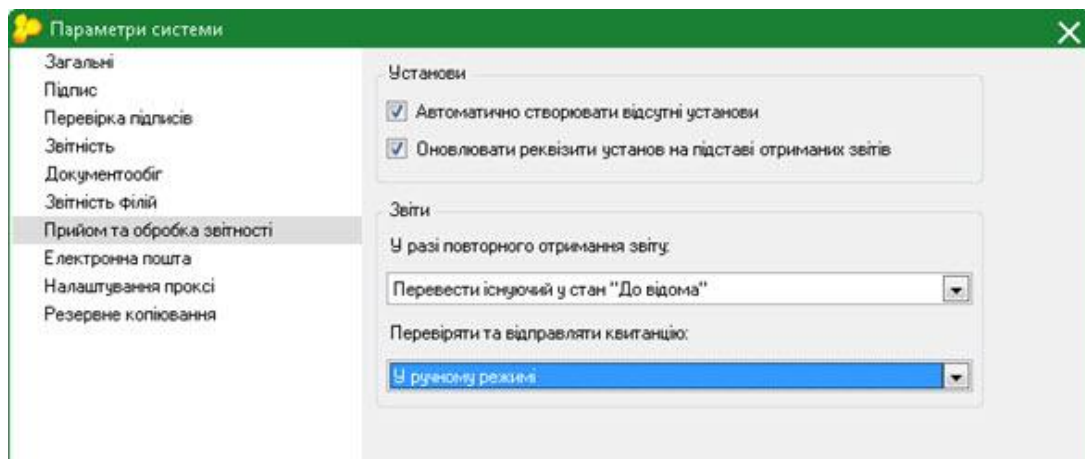 Параметри системи
Загальні
Підпис
Перевірка підписів
Звітність
Документообіг
Звітність філій
Прийом та обробка звітності
Електронна пошта
Налаштування проксі
Резервне копіювання
Установи
Автоматично створювати відсутні установи
Оновлювати реквізити установ на підставі отриманих звітів
Звіти
У разі повторного отримання звіту:
Перевести існуючий у стан "До відома"
Перевіряти та відправляти квитанцію:
У ручному режимі